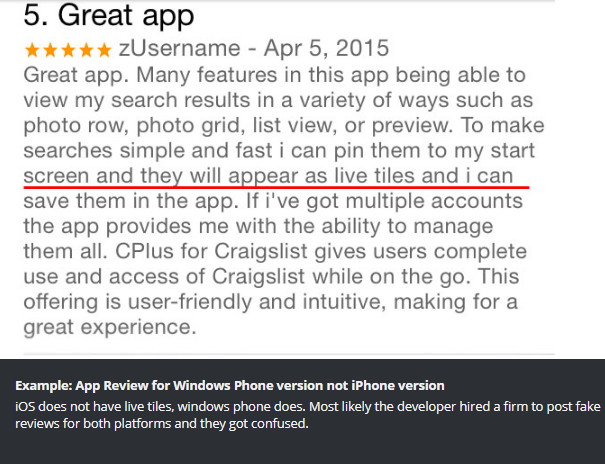 5. Great app
★★★★★ zUsername - Apr 5, 2015
Great app. Many features in this app being able to
view my search results in a variety of ways such as
photo row, photo grid, list view, or preview. To make
searches simple and fast i can pin them to my start
screen and they will appear as live tiles and i can
save them in the app. If i've got multiple accounts
the app provides me with the ability to manage
them all. CPlus for Craigslist gives users complete
use and access of Craigslist while on the go. This
offering is user-friendly and intuitive, making for a
great experience.
Example: App Review for Windows Phone version not iPhone version
iOS does not have live tiles, windows phone does. Most likely the developer hired a firm to post fake
reviews for both platforms and they got confused.